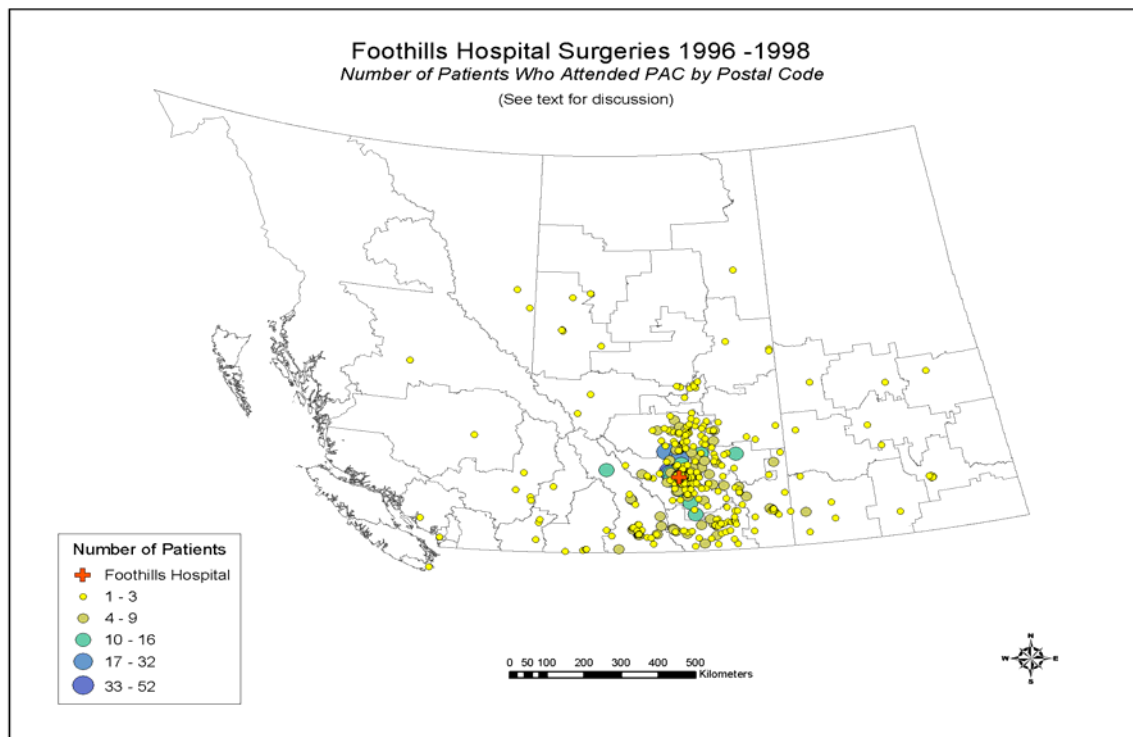 Foothills Hospital Surgeries 1996 -1998
Number of Patients Who Attended PAC by Postal Code
(See text for discussion)
Number of Patients
Foothills Hospital
1 - 3
4 - 9
10 - 16
17 - 32
33 - 52
0 50 100 200 300 400 500
Kilometers
N
W E
S